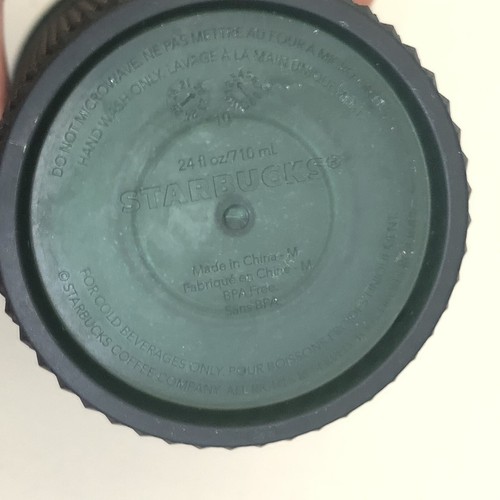 DO NOT MICROWAVE. NE PAS METTRE AU FOUR À
HAND WASH ONLY. LAVAGE À LA MAIN
24 fl oz/710 mL
STARBUCKS®
Made in China - M
Fabriqué en Chine - M
BPA Free
Sans BPA
FOR COLD BEVERAGES ONLY. POUR BOISSONS
© STARBUCKS COFFEE COMPANY. ALL